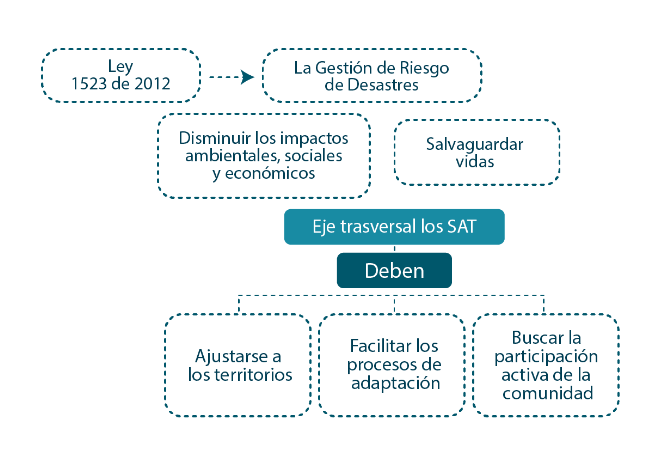 Ley
1523 de 2012
La Gestión de Riesgo
de Desastres
Disminuir los impactos
ambientales, sociales
y económicos
Salvaguardar
vidas
Eje trasversal los SAT
Deben
Ajustarse a
los territorios
Facilitar los
procesos de
adaptación
Buscar la
participación
activa de la
comunidad